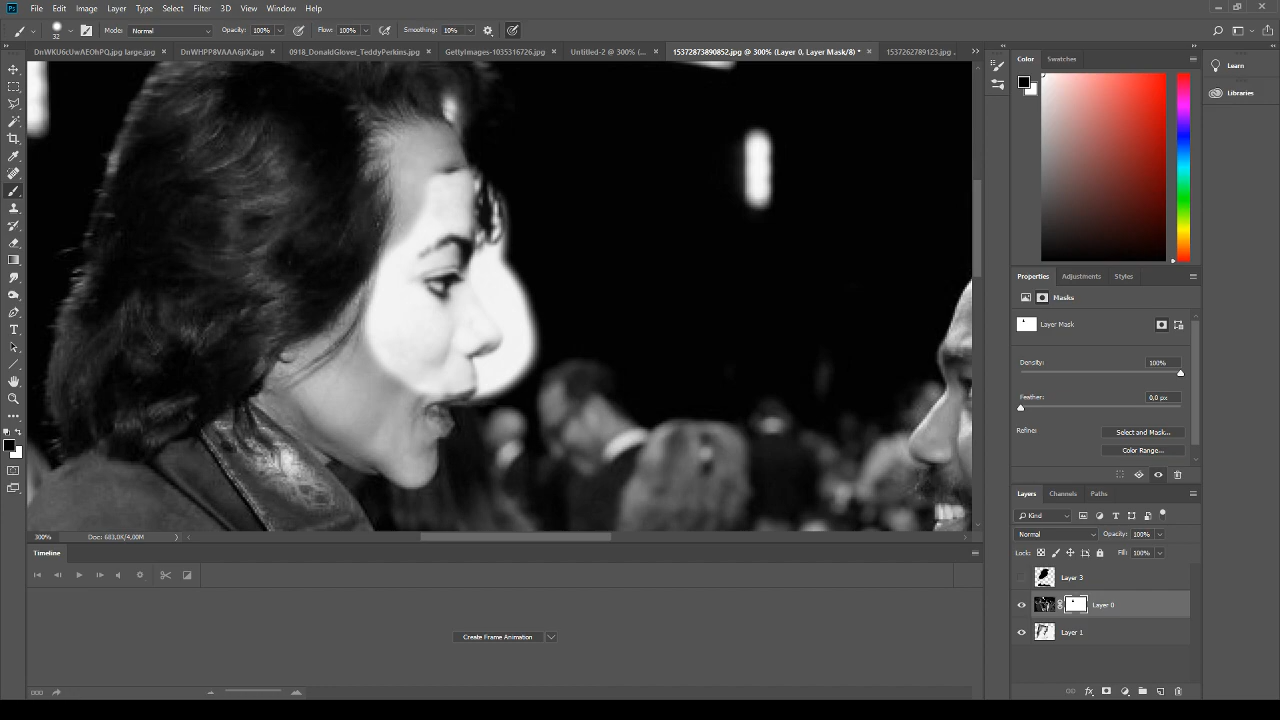 Ps File Edit Image Layer Type Select Filter 3D View Window Help
32 Mode: Normal Opacity: 100% Flow: 100% Smoothing: 10%
DnWKU6cUwAEOhPQ.jpg large.jpg × DnWHPP8VAAA6jrX.jpg × 0918_DonaldGlover_TeddyPerkins.jpg × GettyImages-1035316726.jpg × Untitled-2 @ 300% (... × 15372873890852.jpg @ 300% (Layer 0, Layer Mask/8) * × 1537262789123.jpg
Color Swatches
Learn
Libraries
Properties Adjustments Styles
Masks
Layer Mask
Density: 100%
Feather: 0,0 px
Refine: Select and Mask...
Color Range...
Layers Channels Paths
Kind
Normal Opacity: 100%
Lock: Fill: 100%
Layer 3
Layer 0
Layer 1
300% Doc: 683,0K/4,00M
Timeline
Create Frame Animation